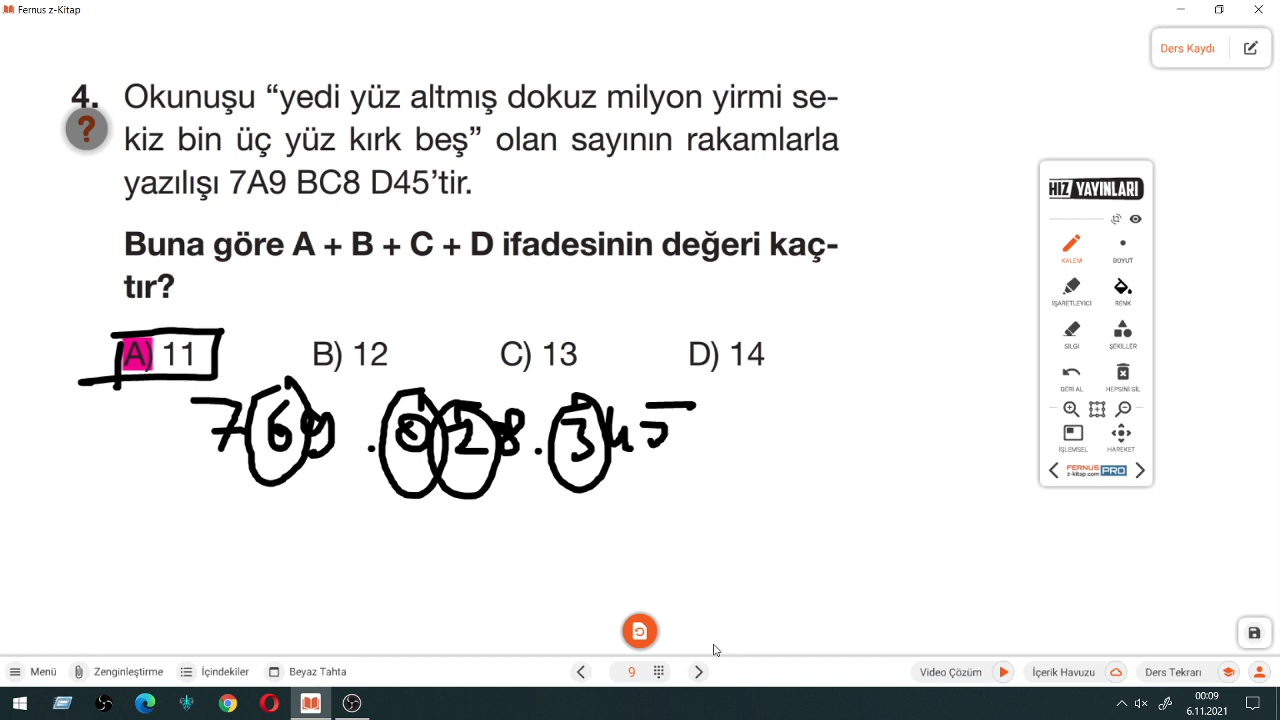 Fernus z-Kitap
Ders Kaydı
4. Okunuşu “yedi yüz altmış dokuz milyon yirmi se-
? kiz bin üç yüz kırk beş” olan sayının rakamlarla
yazılışı 7A9 BC8 D45’tir.
Buna göre A + B + C + D ifadesinin değeri kaç-
tır?
A) 11 B) 12 C) 13 D) 14
769.028.345
HIZ YAYINLARI
KALEM BOYUT
İŞARETLEYİCİ RENK
SİLGİ ŞEKİLLER
GERİ AL HEPSİNİ SİL
İŞLEMSEL HAREKET
FERNUS z-kitap.com PRO
Menü Zenginleştirme İçindekiler Beyaz Tahta 9 Video Çözüm İçerik Havuzu Ders Tekrarı
00:09
6.11.2021